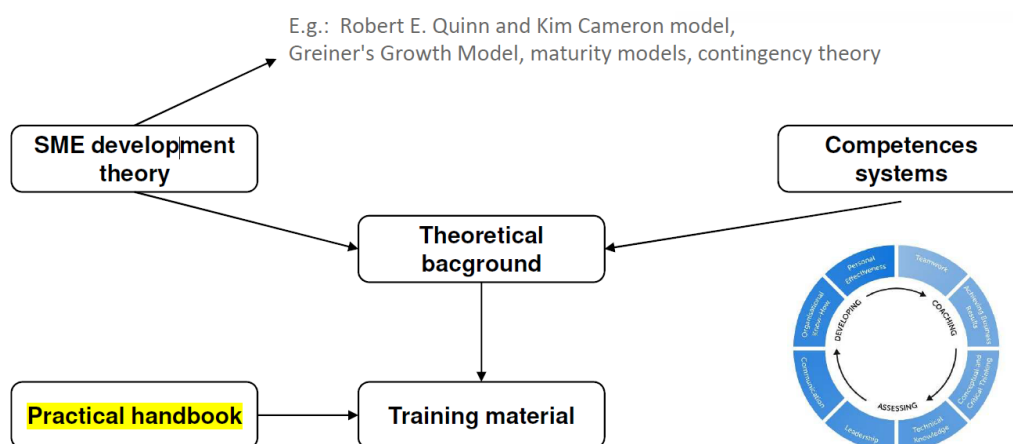 E.g.: Robert E. Quinn and Kim Cameron model,
Greiner's Growth Model, maturity models, contingency theory
SME development
theory
Competences
systems
Theoretical
bacground
Practical handbook
Training material
Personal
Effectiveness
Teamwork
Achieving Business
Results
Conceptual and
Critical Thinking
Technical
Knowledge
Leadership
Communication
Organisational
Know-How
DEVELOPING
COACHING
ASSESSING